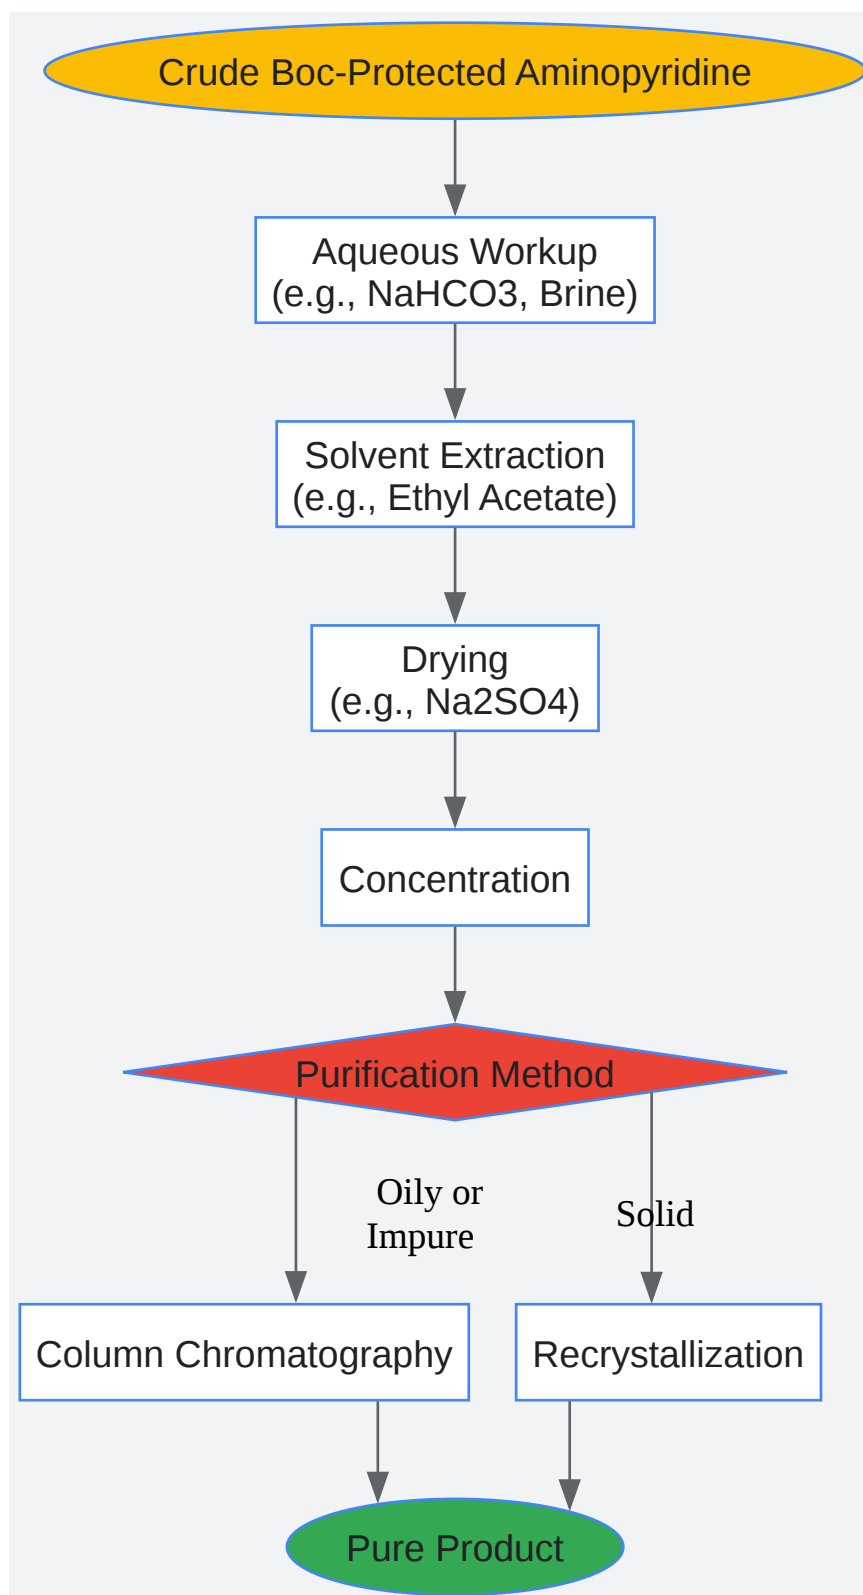 Crude Boc-Protected Aminopyridine
Aqueous Workup
(e.g., NaHCO3, Brine)
Solvent Extraction
(e.g., Ethyl Acetate)
Drying
(e.g., Na2SO4)
Concentration
Purification Method
Oily or
Impure
Solid
Column Chromatography
Recrystallization
Pure Product